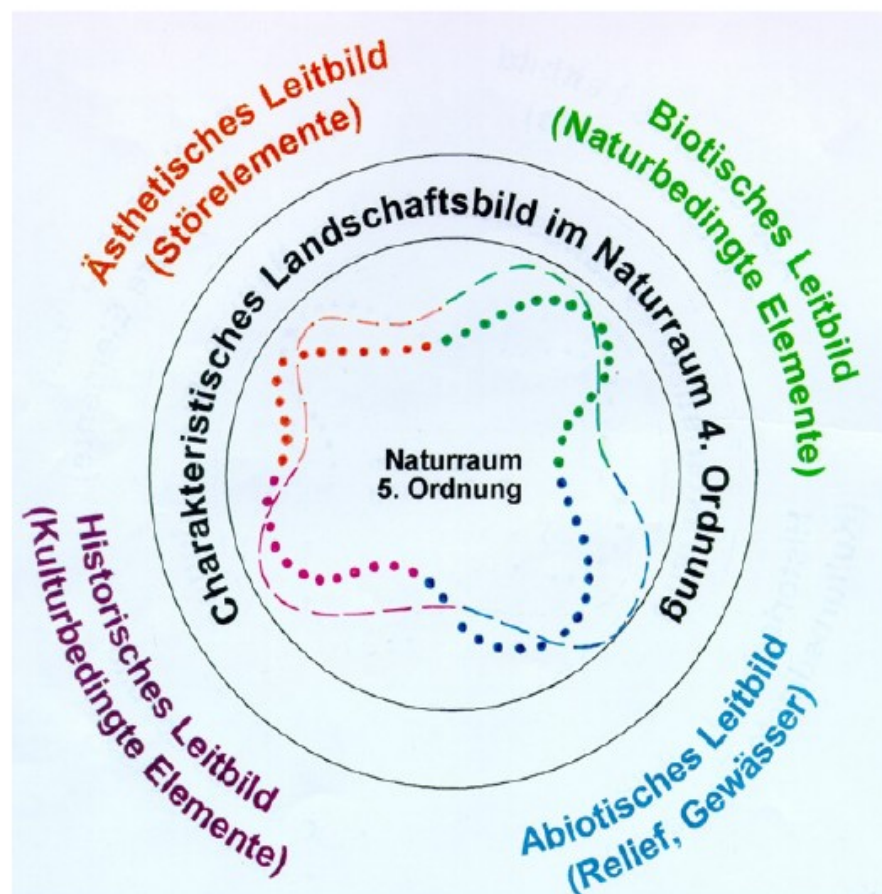 Ästhetisches Leitbild
(Störelemente)
Biotisches Leitbild
(Naturbedingte Elemente)
Charakteristisches Landschaftsbild im Naturraum 4. Ordnung
Naturraum
5. Ordnung
Historisches Leitbild
(Kulturbedingte Elemente)
Abiotisches Leitbild
(Relief, Gewässer)